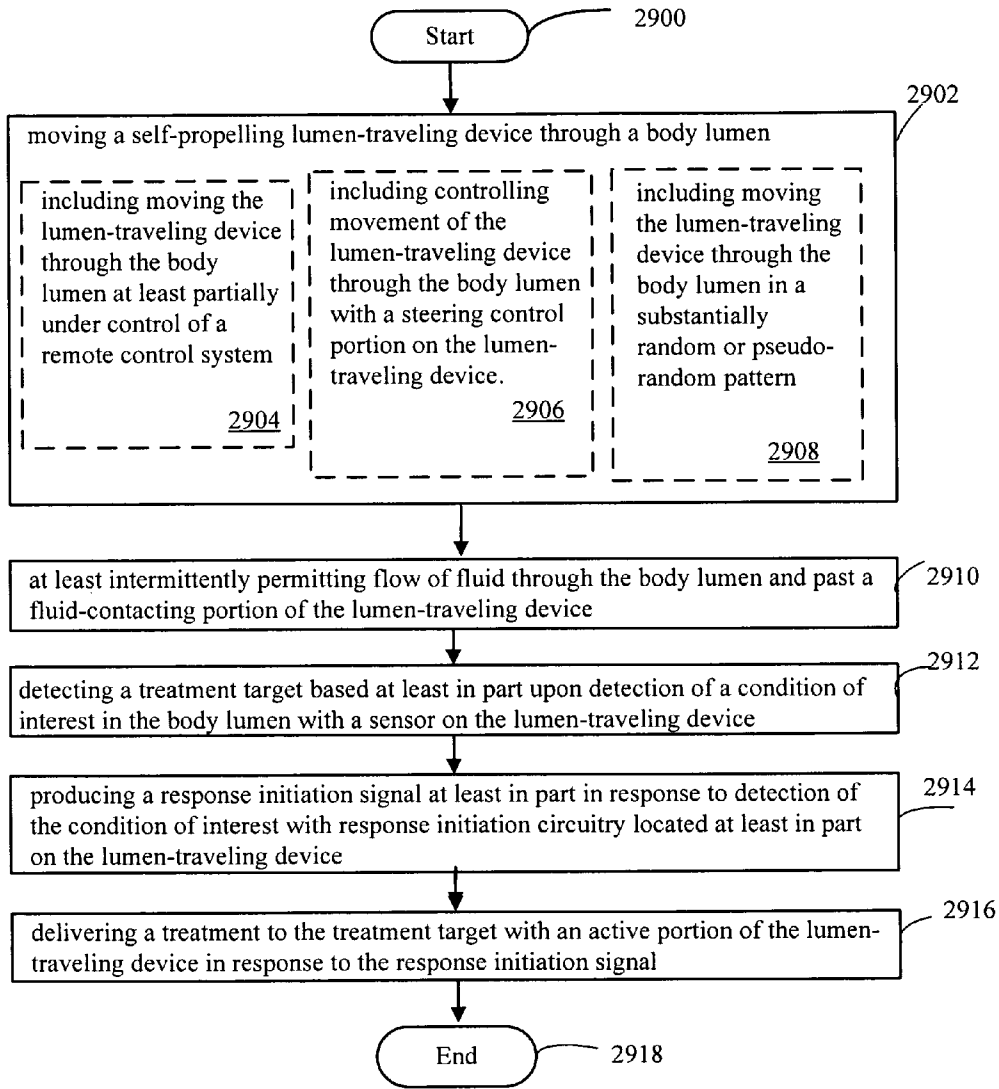 Start
2900
2902
moving a self-propelling lumen-traveling device through a body lumen
including moving the
lumen-traveling device
through the body
lumen at least partially
under control of a
remote control system
2904
including controlling
movement of the
lumen-traveling device
through the body lumen
with a steering control
portion on the lumen-
traveling device.
2906
including moving
the lumen-traveling
device through the
body lumen in a
substantially
random or pseudo-
random pattern
2908
at least intermittently permitting flow of fluid through the body lumen and past a
fluid-contacting portion of the lumen-traveling device
2910
detecting a treatment target based at least in part upon detection of a condition of
interest in the body lumen with a sensor on the lumen-traveling device
2912
producing a response initiation signal at least in part in response to detection of
the condition of interest with response initiation circuitry located at least in part
on the lumen-traveling device
2914
delivering a treatment to the treatment target with an active portion of the lumen-
traveling device in response to the response initiation signal
2916
End
2918